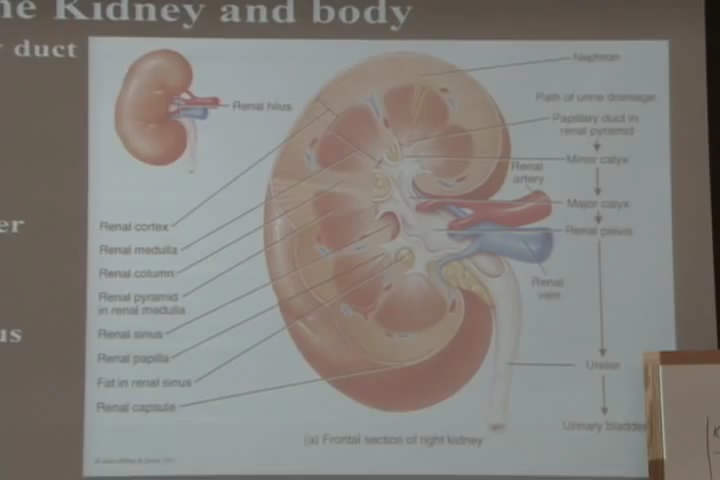 ne Kidney and body
duct
Renal hilus
Nephron
Path of urine drainage
Papillary duct in
renal pyramid
Minor calyx
Renal
artery
Major calyx
Renal pelvis
Renal
vein
Ureter
Urinary bladder
Renal cortex
Renal medulla
Renal column
Renal pyramid
in renal medulla
Renal sinus
Renal papilla
Fat in renal sinus
Renal capsule
er
us
(a) Frontal section of right kidney
K